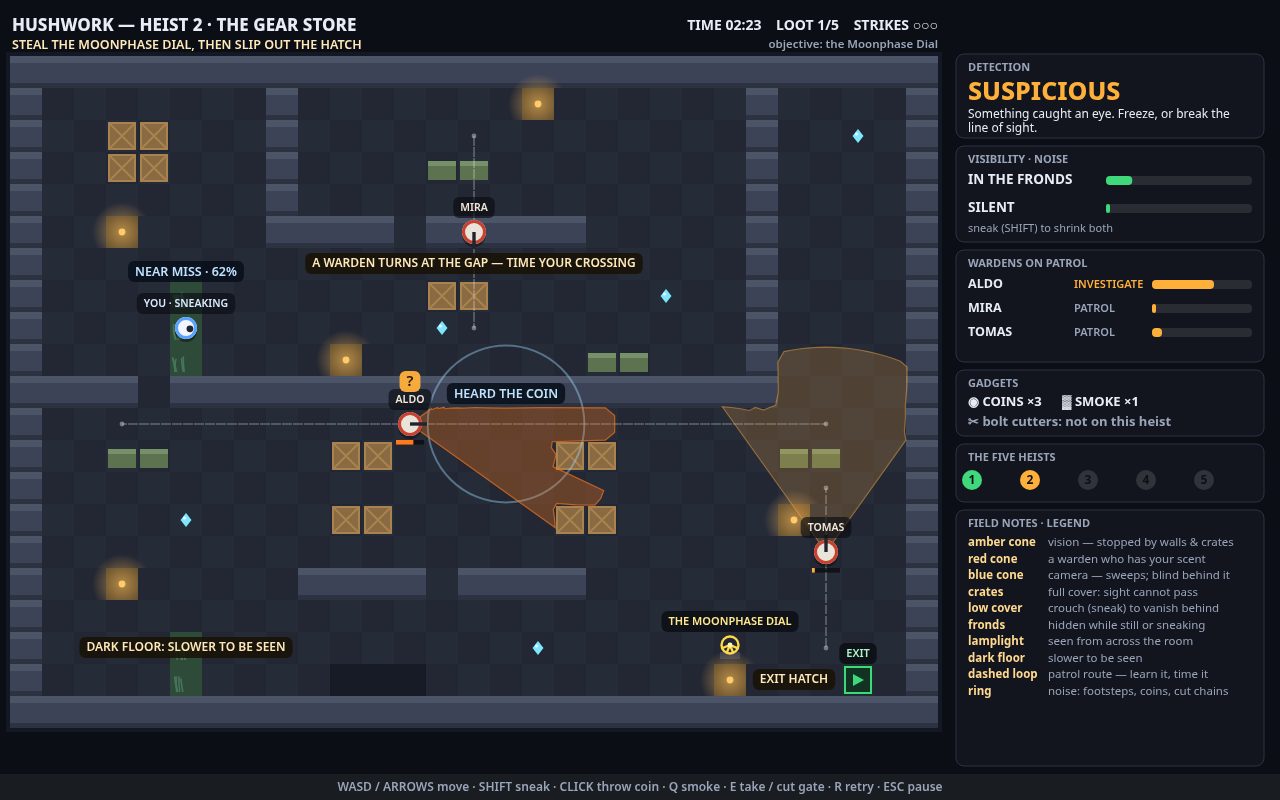 HUSHWORK — HEIST 2 · THE GEAR STORE
TIME 02:23 LOOT 1/5 STRIKES ○○○
STEAL THE MOONPHASE DIAL, THEN SLIP OUT THE HATCH
objective: the Moonphase Dial
MIRA
A WARDEN TURNS AT THE GAP — TIME YOUR CROSSING
NEAR MISS · 62%
YOU · SNEAKING
?
ALDO
HEARD THE COIN
TOMAS
THE MOONPHASE DIAL
DARK FLOOR: SLOWER TO BE SEEN
EXIT
EXIT HATCH
DETECTION
SUSPICIOUS
Something caught an eye. Freeze, or break the
line of sight.
VISIBILITY · NOISE
IN THE FRONDS
SILENT
sneak (SHIFT) to shrink both
WARDENS ON PATROL
ALDO INVESTIGATE
MIRA PATROL
TOMAS PATROL
GADGETS
◉ COINS ×3 ▓ SMOKE ×1
✂ bolt cutters: not on this heist
THE FIVE HEISTS
1 2 3 4 5
FIELD NOTES · LEGEND
amber cone vision — stopped by walls & crates
red cone a warden who has your scent
blue cone camera — sweeps; blind behind it
crates full cover: sight cannot pass
low cover crouch (sneak) to vanish behind
fronds hidden while still or sneaking
lamplight seen from across the room
dark floor slower to be seen
dashed loop patrol route — learn it, time it
ring noise: footsteps, coins, cut chains
WASD / ARROWS move · SHIFT sneak · CLICK throw coin · Q smoke · E take / cut gate · R retry · ESC pause